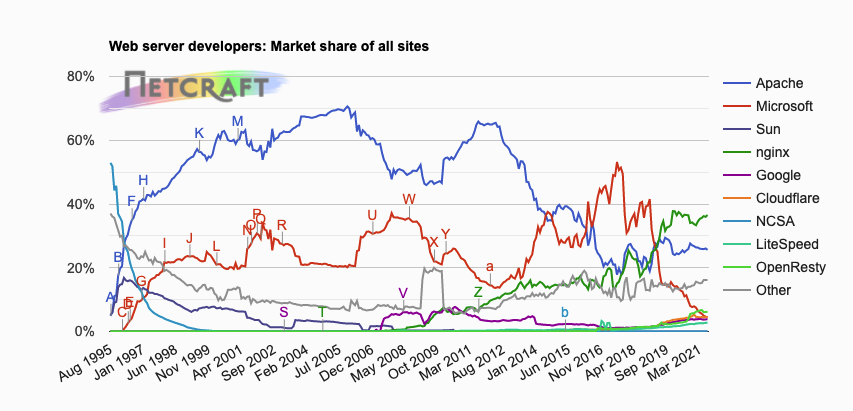 Web server developers: Market share of all sites
NETCRAFT
80%
60%
40%
20%
0%
A
B
C
D
E
F
G
H
I
J
K
L
M
N
O
P
Q
R
S
T
U
V
W
X
Y
Z
a
b
Aug 1995
Jan 1997
Jun 1998
Nov 1999
Apr 2001
Sep 2002
Feb 2004
Jul 2005
Dec 2006
May 2008
Oct 2009
Mar 2011
Aug 2012
Jan 2014
Jun 2015
Nov 2016
Apr 2018
Sep 2019
Mar 2021
Apache
Microsoft
Sun
nginx
Google
Cloudflare
NCSA
LiteSpeed
OpenResty
Other